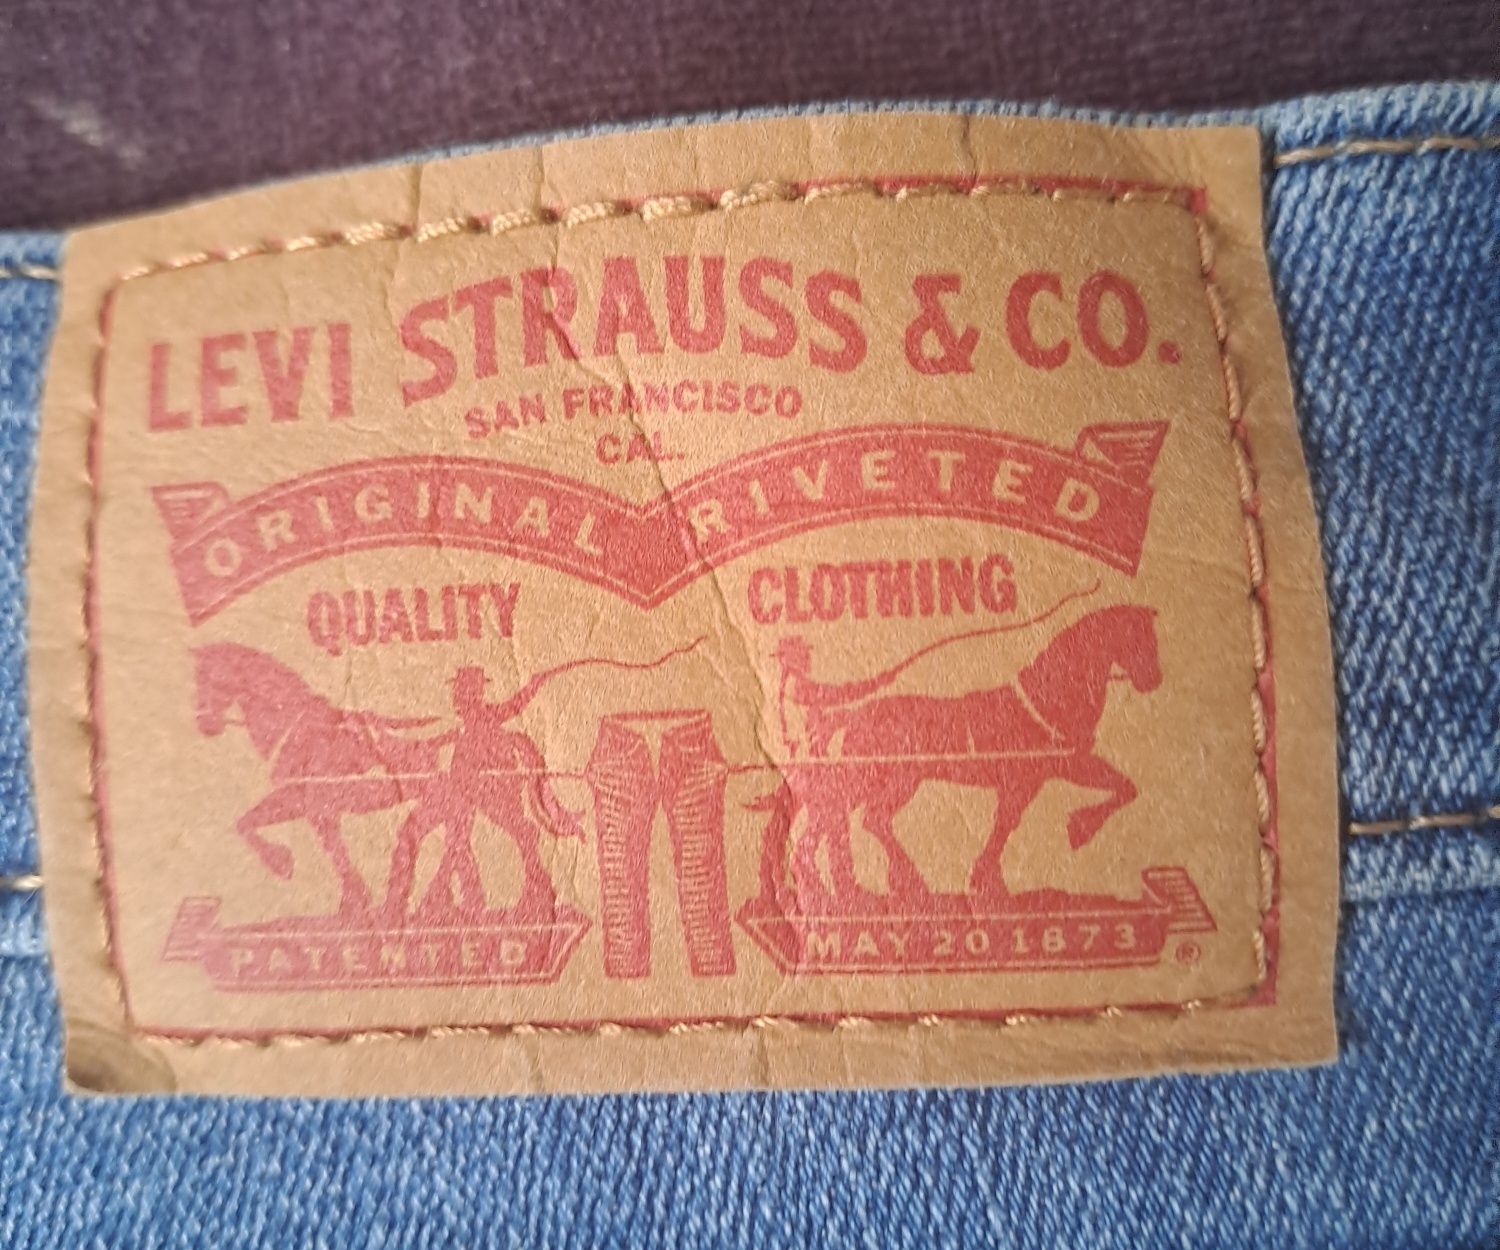 LEVI STRAUSS & CO.
SAN FRANCISCO
CAL.
ORIGINAL RIVETED
QUALITY CLOTHING
PATENTED MAY 20 1873 ®